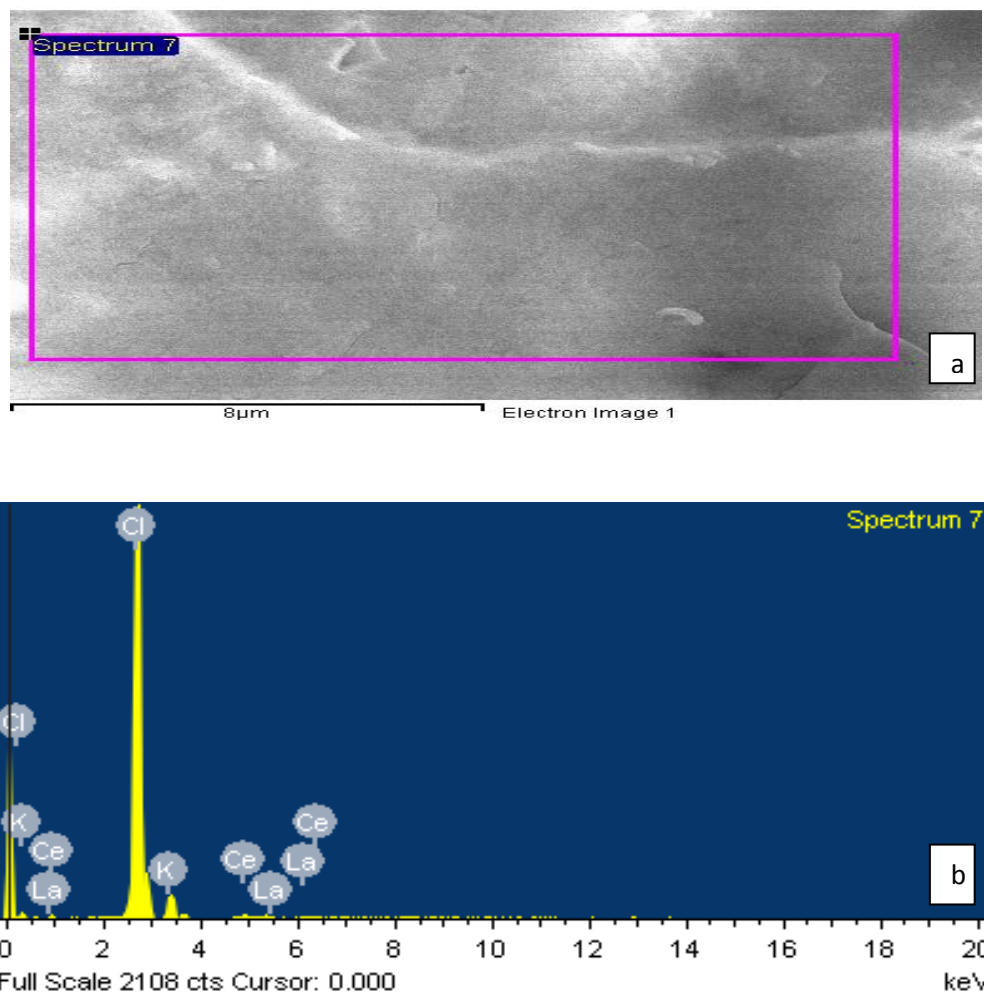 Spectrum 7
a
8µm Electron Image 1
Spectrum 7
Cl
Cl
K
Ce
Ce
Ce
La
K
La
La
b
0 2 4 6 8 10 12 14 16 18 20
Full Scale 2108 cts Cursor: 0.000 keV